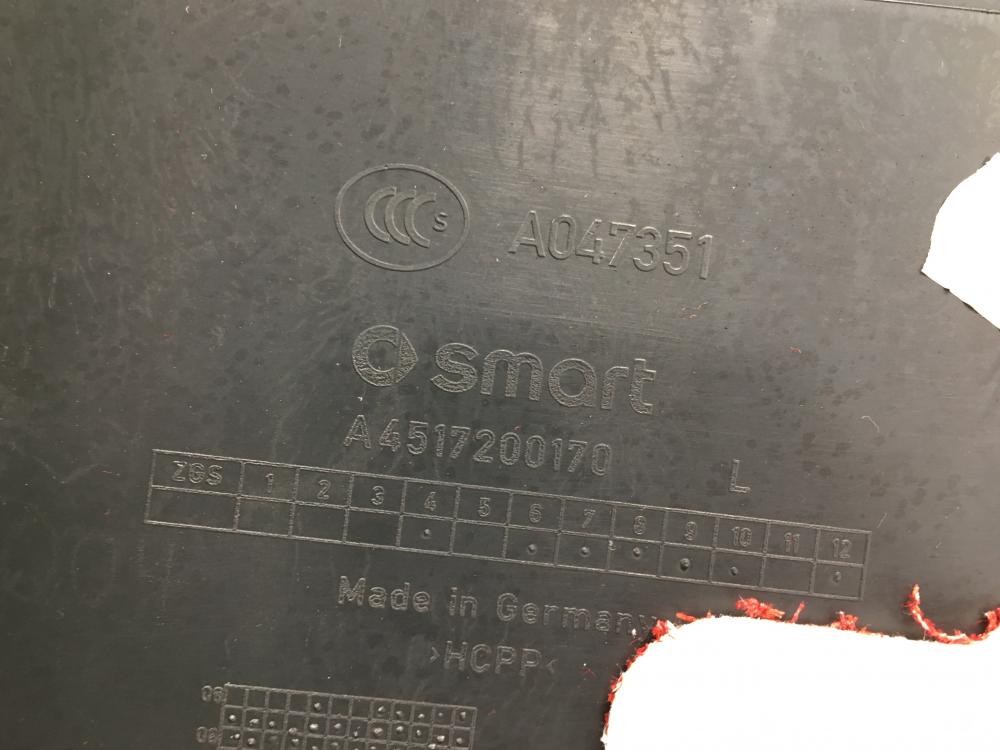 CCC S A047351
smart
A4517200170 L
ZGS 1 2 3 4 5 6 7 8 9 10 11 12
Made in Germany
>HCPP<